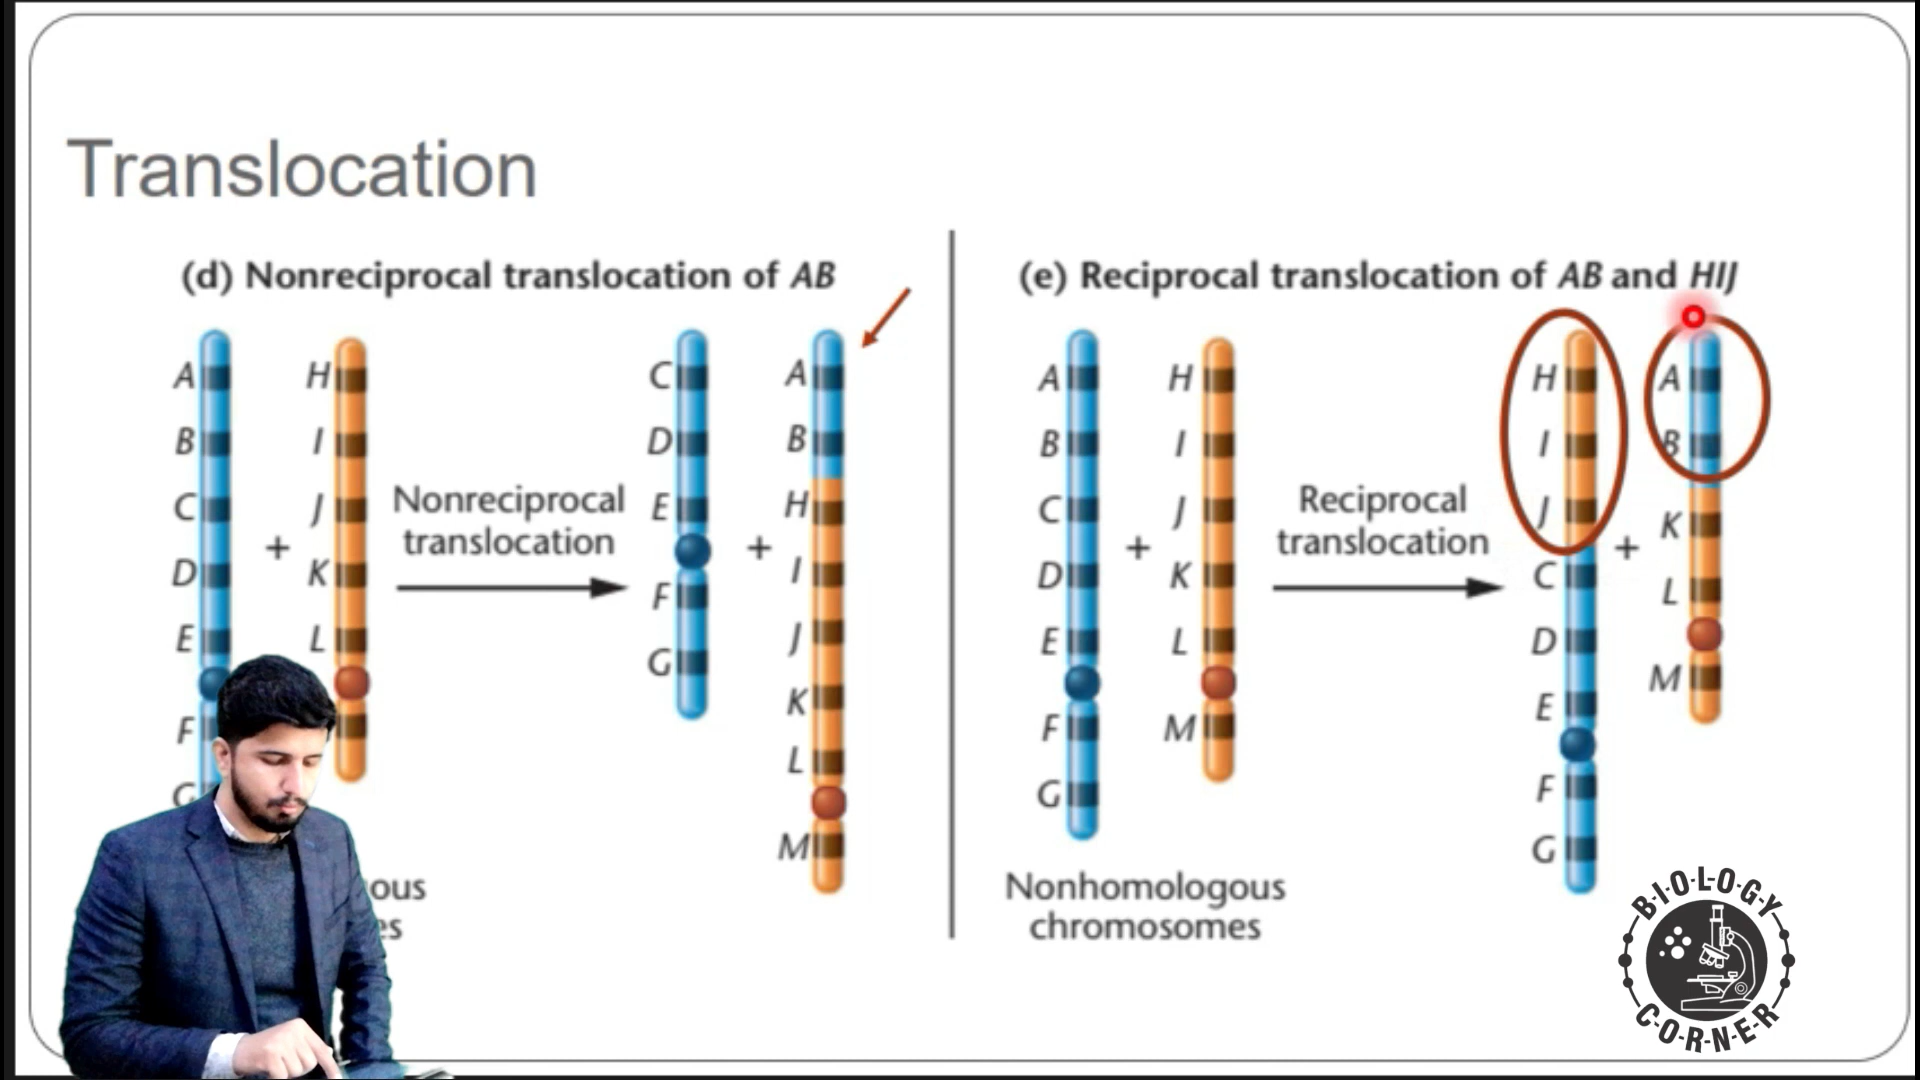 Translocation
(d) Nonreciprocal translocation of AB
A
B
C
D
E
F
G
+
H
I
J
K
L
Nonreciprocal
translocation
C
D
E
F
G
+
A
B
H
I
J
K
L
M
(e) Reciprocal translocation of AB and HIJ
A
B
C
D
E
F
G
+
H
I
J
K
L
M
Nonhomologous
chromosomes
Reciprocal
translocation
H
I
J
C
D
E
F
G
+
A
B
K
L
M
B·I·O·L·O·G·Y
C·O·R·N·E·R